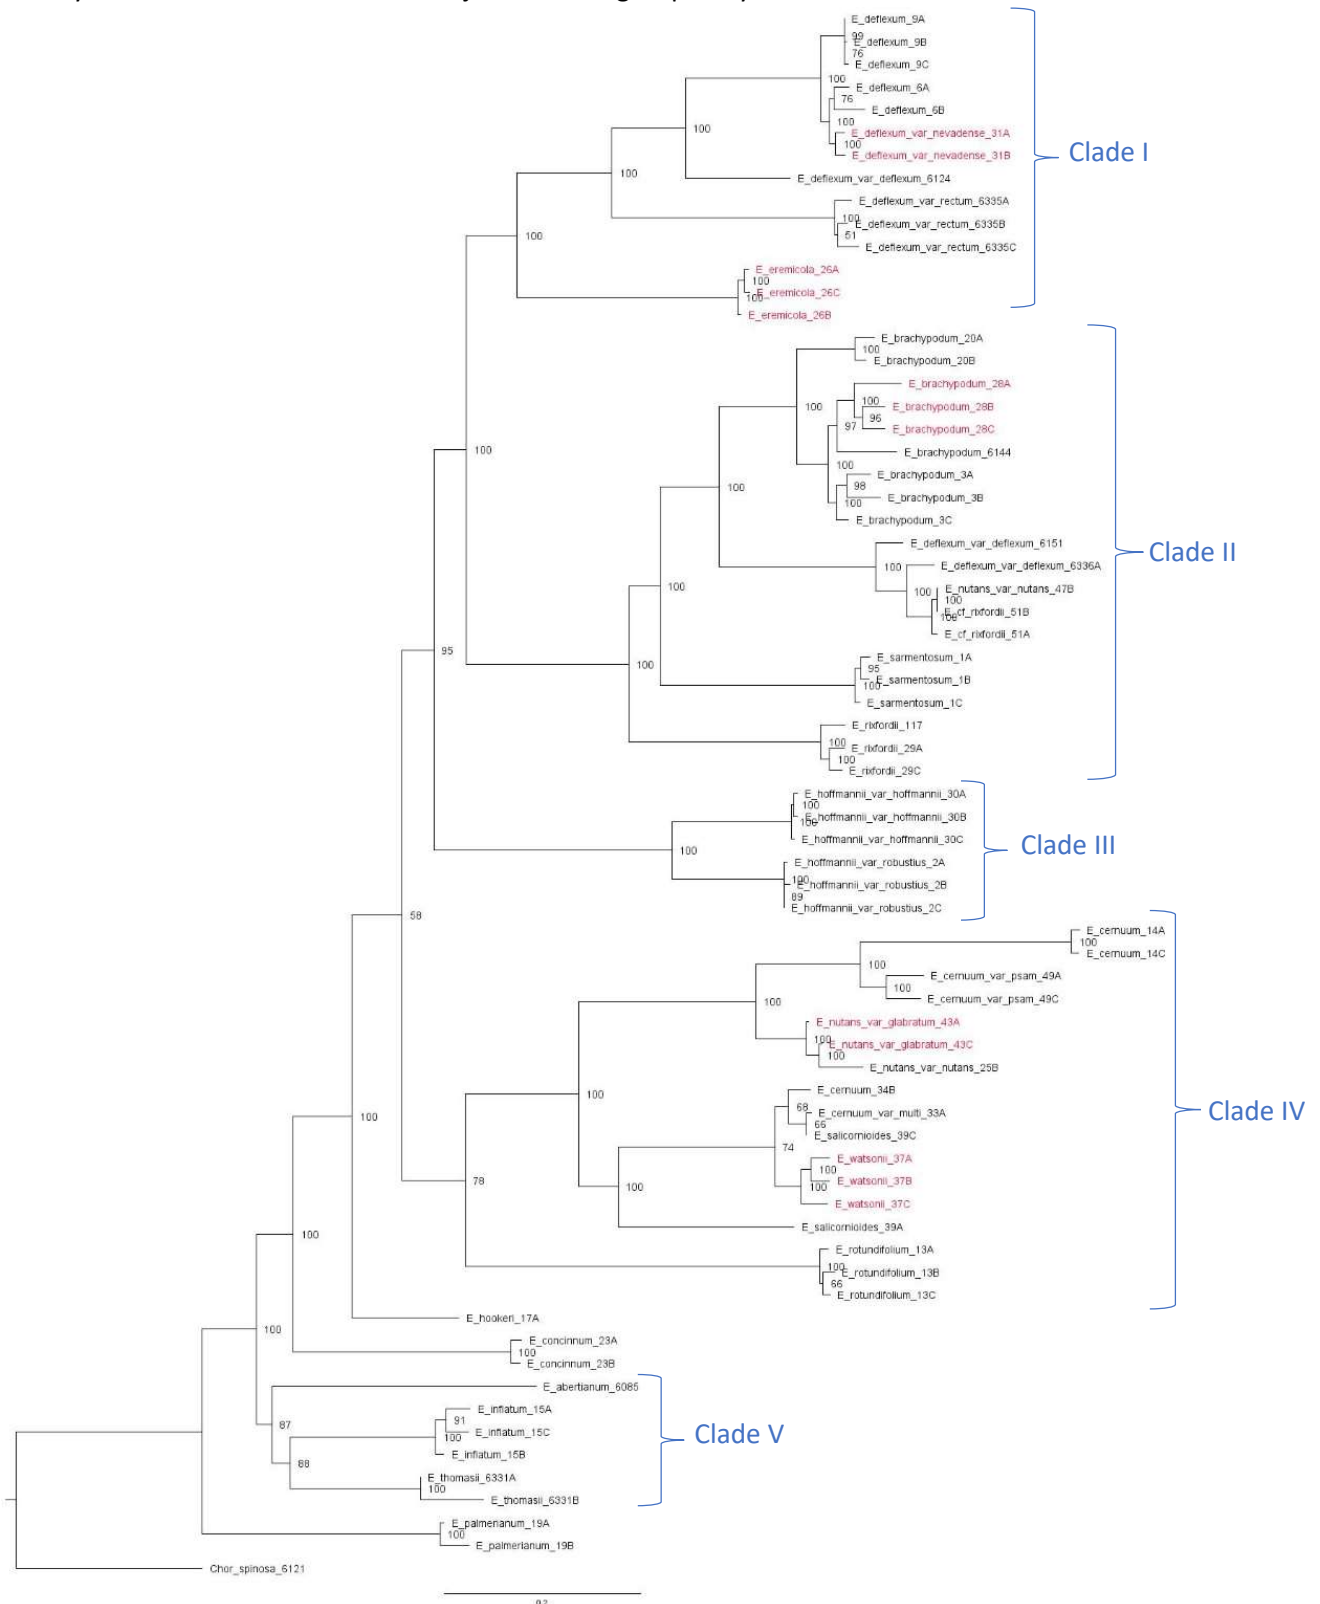 E_deflexum_9A
99
E_deflexum_9B
76
E_deflexum_9C
100
E_deflexum_6A
76
E_deflexum_6B
100
100
E_deflexum_var_nevadense_31A
100
E_deflexum_var_nevadense_31B
Clade I
E_deflexum_var_deflexum_6124
100
E_deflexum_var_rectum_6335A
100
E_deflexum_var_rectum_6335B
51
E_deflexum_var_rectum_6335C
100
E_eremicola_26A
100
E_eremicola_26C
100
E_eremicola_26B
E_brachypodum_20A
100
E_brachypodum_20B
E_brachypodum_28A
100
100
E_brachypodum_28B
96
97
E_brachypodum_28C
100
E_brachypodum_6144
100
E_brachypodum_3A
98
100
E_brachypodum_3B
100
E_brachypodum_3C
E_deflexum_var_deflexum_6151
Clade II
100
E_deflexum_var_deflexum_6336A
100
100
E_nutans_var_nutans_47B
100
E_cf_rixfordii_51B
100
E_cf_rixfordii_51A
100
E_sarmentosum_1A
95
E_sarmentosum_1B
100
E_sarmentosum_1C
95
E_rixfordii_117
100
E_rixfordii_29A
100
E_rixfordii_29C
E_hoffmannii_var_hoffmannii_30A
100
E_hoffmannii_var_hoffmannii_30B
100
E_hoffmannii_var_hoffmannii_30C
Clade III
100
E_hoffmannii_var_robustius_2A
100
E_hoffmannii_var_robustius_2B
89
E_hoffmannii_var_robustius_2C
58
E_cernuum_14A
100
E_cernuum_14C
100
E_cernuum_var_psam_49A
100
E_cernuum_var_psam_49C
100
E_nutans_var_glabratum_43A
100
E_nutans_var_glabratum_43C
100
E_nutans_var_nutans_25B
E_cernuum_34B
100
68
E_cernuum_var_multi_33A
Clade IV
100
66
E_salicornioides_39C
74
E_watsonii_37A
100
78
E_watsonii_37B
100
100
E_watsonii_37C
E_salicornioides_39A
100
E_rotundifolium_13A
100
E_rotundifolium_13B
66
E_rotundifolium_13C
E_hookeri_17A
100
E_concinnum_23A
100
E_concinnum_23B
E_abertianum_6085
E_inflatum_15A
91
87
E_inflatum_15C
Clade V
100
E_inflatum_15B
88
E_thomasii_6331A
100
E_thomasii_6331B
E_palmerianum_19A
100
E_palmerianum_19B
Chor_spinosa_6121